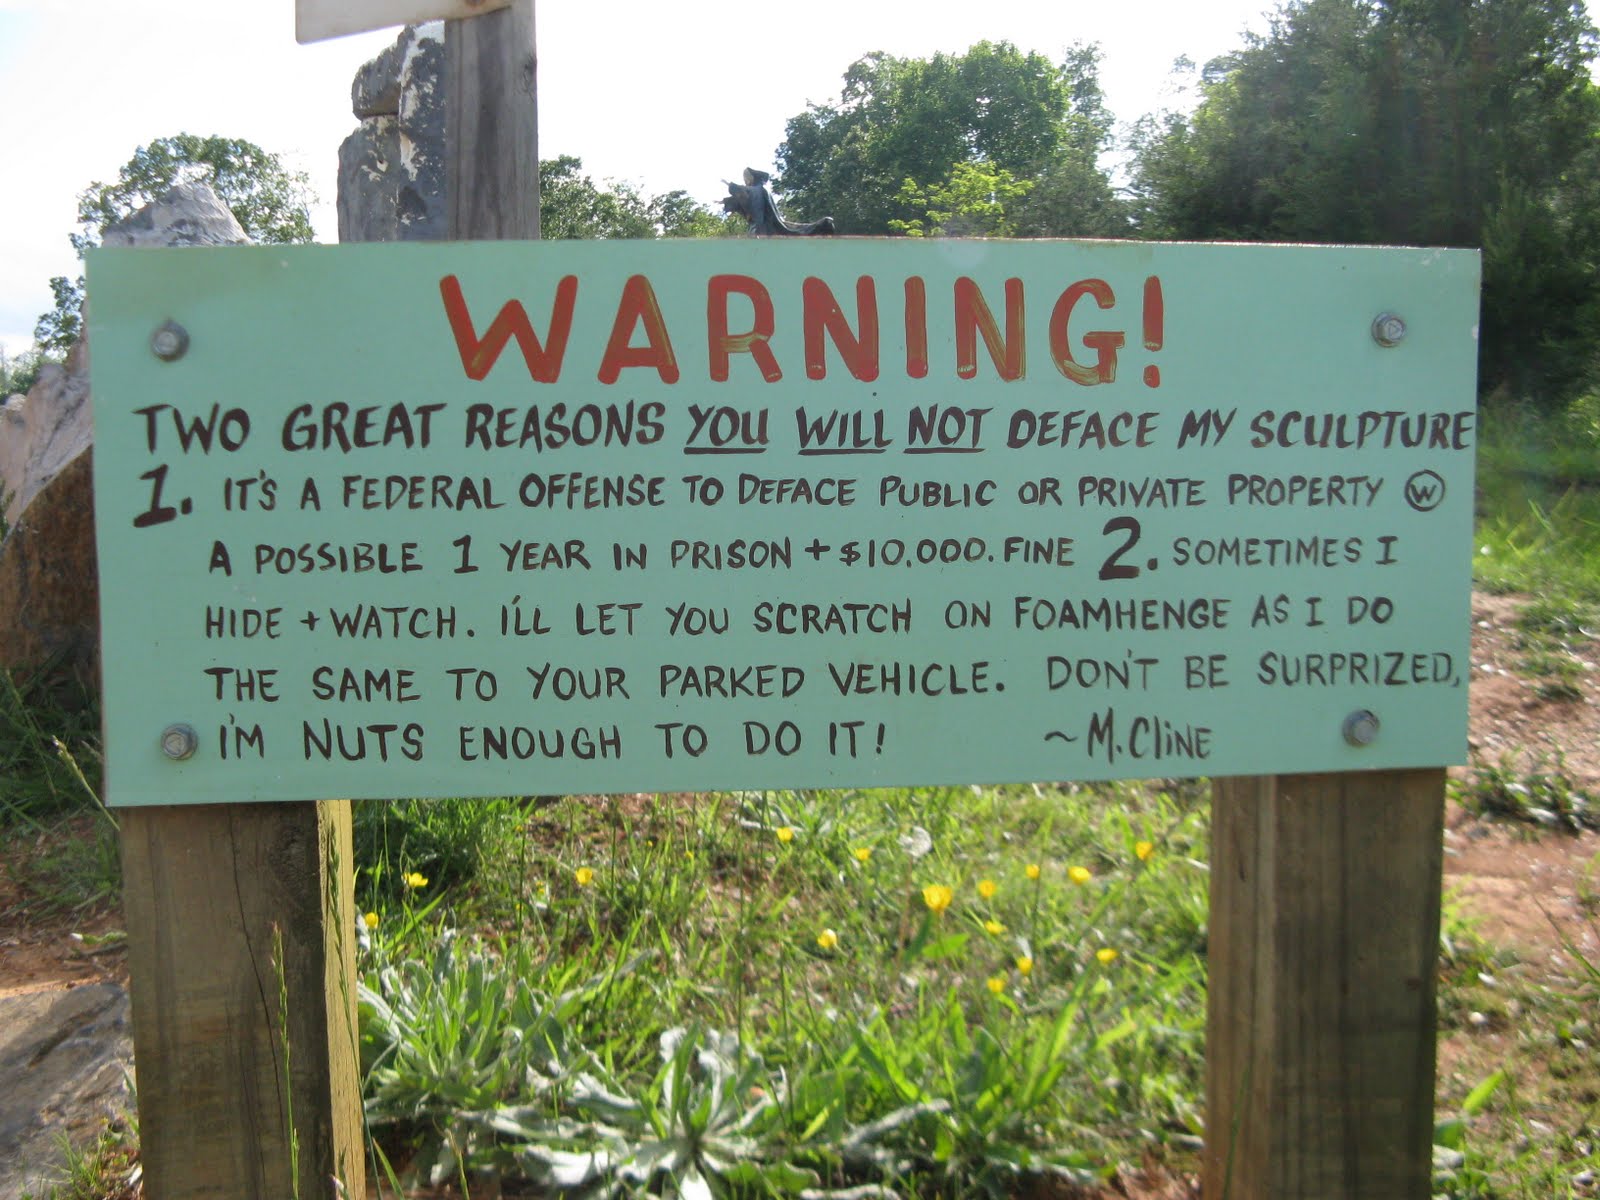 WARNING!
TWO GREAT REASONS YOU WILL NOT DEFACE MY SCULPTURE
1. IT'S A FEDERAL OFFENSE TO DEFACE PUBLIC OR PRIVATE PROPERTY Ⓦ
A POSSIBLE 1 YEAR IN PRISON + $10,000. FINE 2. SOMETIMES I
HIDE + WATCH. I'LL LET YOU SCRATCH ON FOAMHENGE AS I DO
THE SAME TO YOUR PARKED VEHICLE. DON'T BE SURPRIZED,
I'M NUTS ENOUGH TO DO IT! ~M.CLINE